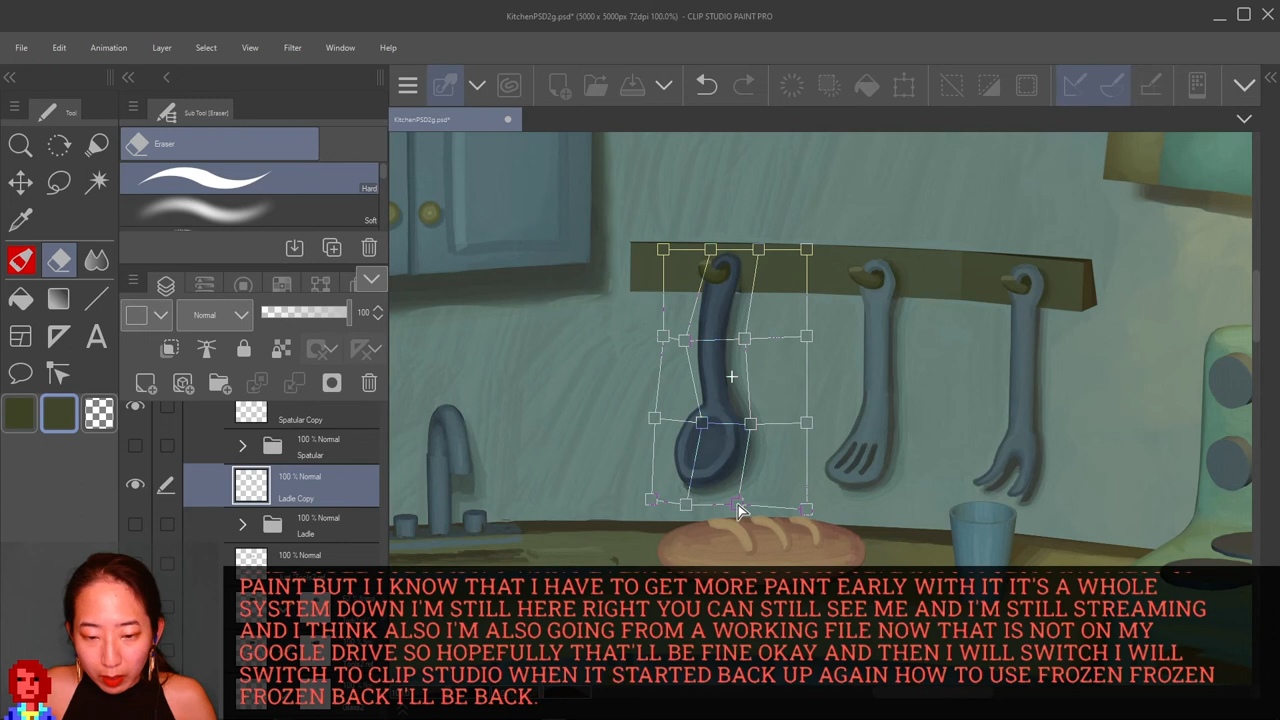 KitchenPSD2g.psd* (5000 x 5000px 72dpi 100.0%) - CLIP STUDIO PAINT PRO
File Edit Animation Layer Select View Filter Window Help
Tool
Sub Tool [Eraser]
KitchenPSD2g.psd*
Eraser
Hard
Soft
Normal
100
Spatular Copy
100 % Normal
Spatular
100 % Normal
Ladle Copy
100 % Normal
Ladle
100 % Normal
PAINT BUT I I KNOW THAT I HAVE TO GET MORE PAINT EARLY WITH IT IT'S A WHOLE
SYSTEM DOWN I'M STILL HERE RIGHT YOU CAN STILL SEE ME AND I'M STILL STREAMING
AND I THINK ALSO I'M ALSO GOING FROM A WORKING FILE NOW THAT IS NOT ON MY
GOOGLE DRIVE SO HOPEFULLY THAT'LL BE FINE OKAY AND THEN I WILL SWITCH I WILL
SWITCH TO CLIP STUDIO WHEN IT STARTED BACK UP AGAIN HOW TO USE FROZEN FROZEN
FROZEN BACK I'LL BE BACK.